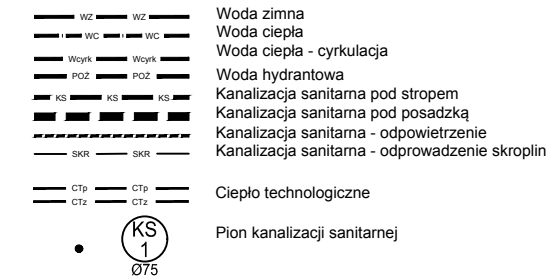 WZ WZ Woda zimna
WC WC Woda ciepła
Wcyrk Wcyrk Woda ciepła - cyrkulacja
POŻ POŻ Woda hydrantowa
KS KS KS Kanalizacja sanitarna pod stropem
Kanalizacja sanitarna pod posadzką
Kanalizacja sanitarna - odpowietrzenie
SKR SKR Kanalizacja sanitarna - odprowadzenie skroplin
CTp CTp Ciepło technologiczne
CTz CTz
KS Pion kanalizacji sanitarnej
1
Ø75